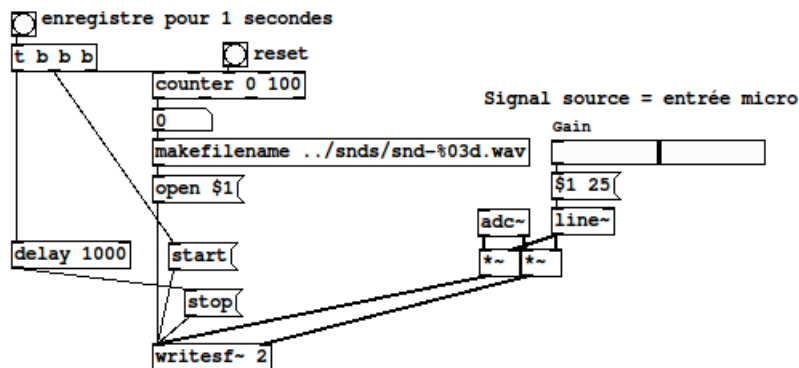 enregistre pour 1 secondes
t b b b
reset
counter 0 100
Signal source = entrée micro
0
Gain
makefilename ../snds/snd-%03d.wav
open $1
$1 25
adc~
line~
delay 1000
start
*~
*~
stop
writesf~ 2